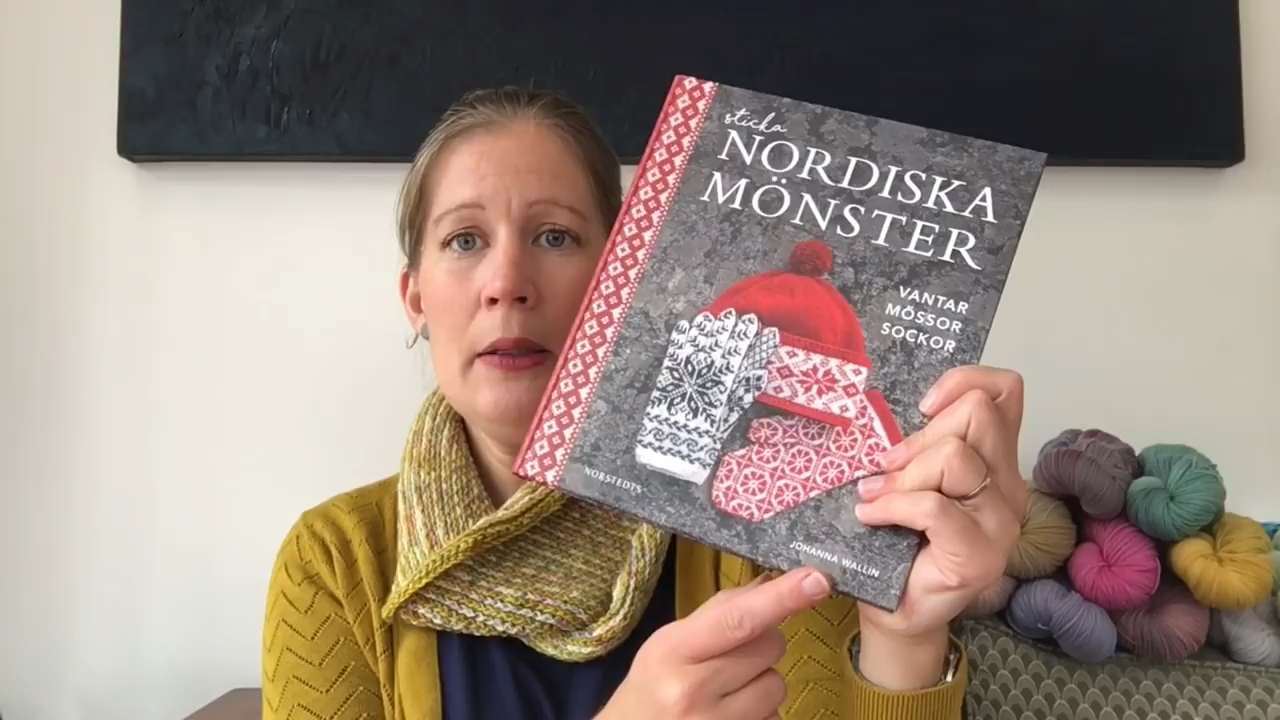 sticka
NORDISKA
MÖNSTER
VANTAR
MÖSSOR
SOCKOR
NORSTEDTS
JOHANNA WALLIN